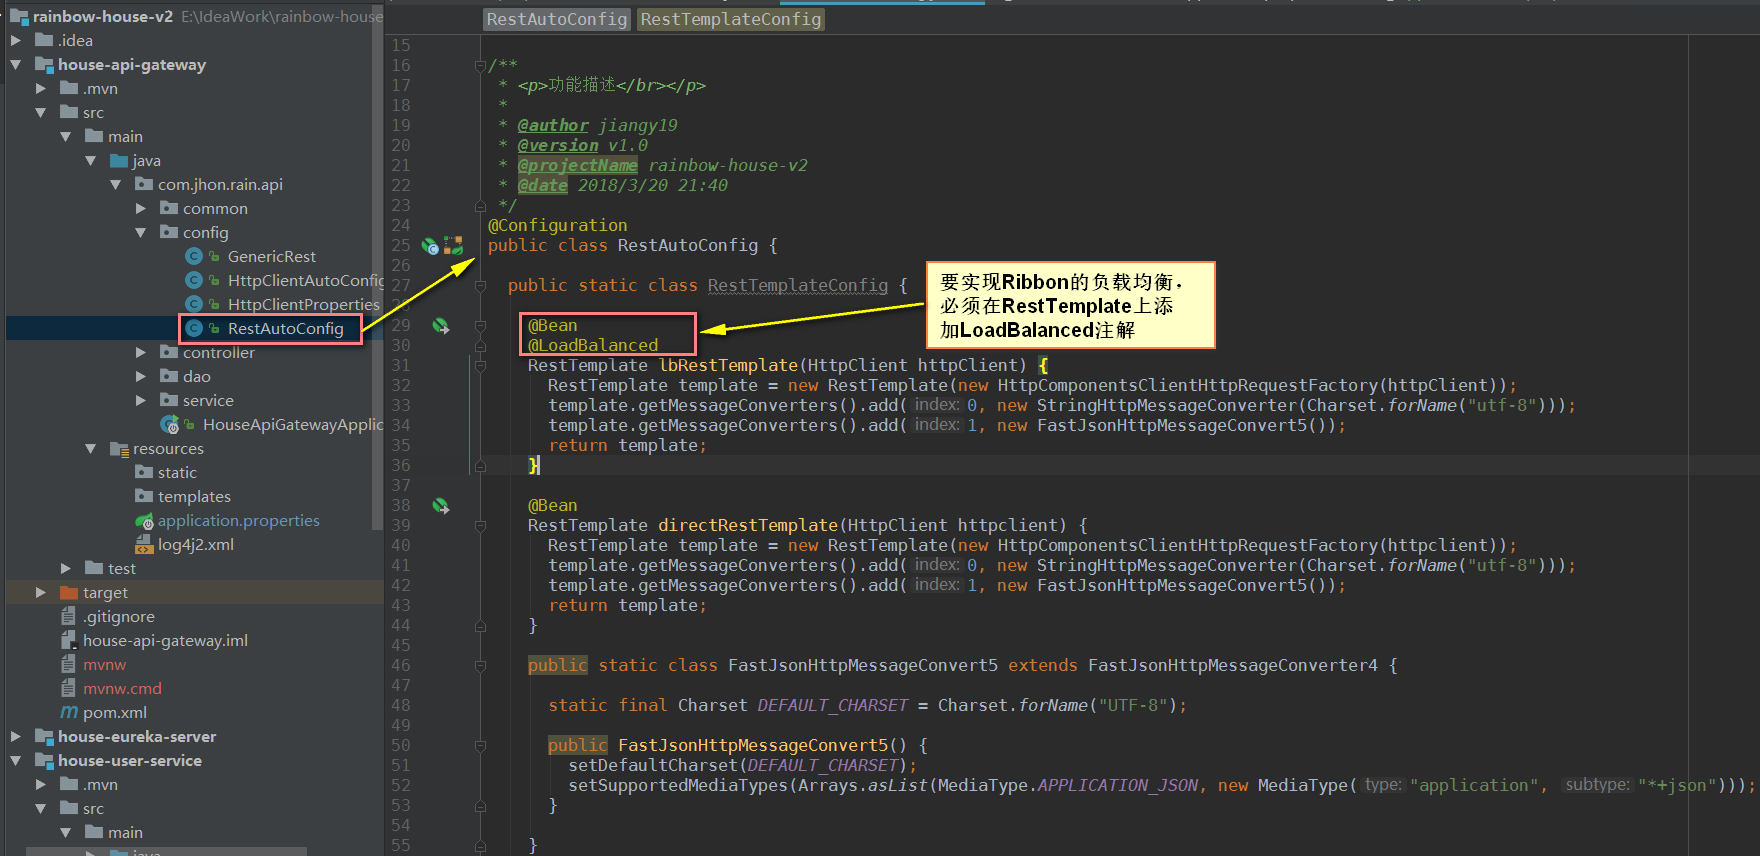 rainbow-house-v2 E:\IdeaWork\rainbow-house
.idea
house-api-gateway
.mvn
src
main
java
com.jhon.rain.api
common
config
GenericRest
HttpClientAutoConfig
HttpClientProperties
RestAutoConfig
controller
dao
service
HouseApiGatewayApplic
resources
static
templates
application.properties
log4j2.xml
test
target
.gitignore
house-api-gateway.iml
mvnw
mvnw.cmd
pom.xml
house-eureka-server
house-user-service
.mvn
src
main
java
RestAutoConfig RestTemplateConfig
15
16 /**
17 * <p>功能描述</br></p>
18 *
19 * @author jiangy19
20 * @version v1.0
21 * @projectName rainbow-house-v2
22 * @date 2018/3/20 21:40
23 */
24 @Configuration
25 public class RestAutoConfig {
26
27 public static class RestTemplateConfig {
29 @Bean
30 @LoadBalanced
31 RestTemplate lbRestTemplate(HttpClient httpClient) {
32 RestTemplate template = new RestTemplate(new HttpComponentsClientHttpRequestFactory(httpClient));
33 template.getMessageConverters().add( index: 0, new StringHttpMessageConverter(Charset.forName("utf-8")));
34 template.getMessageConverters().add( index: 1, new FastJsonHttpMessageConvert5());
35 return template;
36 }
37
38 @Bean
39 RestTemplate directRestTemplate(HttpClient httpclient) {
40 RestTemplate template = new RestTemplate(new HttpComponentsClientHttpRequestFactory(httpclient));
41 template.getMessageConverters().add( index: 0, new StringHttpMessageConverter(Charset.forName("utf-8")));
42 template.getMessageConverters().add( index: 1, new FastJsonHttpMessageConvert5());
43 return template;
44 }
45
46 public static class FastJsonHttpMessageConvert5 extends FastJsonHttpMessageConverter4 {
47
48 static final Charset DEFAULT_CHARSET = Charset.forName("UTF-8");
49
50 public FastJsonHttpMessageConvert5() {
51 setDefaultCharset(DEFAULT_CHARSET);
52 setSupportedMediaTypes(Arrays.asList(MediaType.APPLICATION_JSON, new MediaType( type: "application", subtype: "*+json")));
53 }
54
55 }
要实现Ribbon的负载均衡，
必须在RestTemplate上添
加LoadBalanced注解